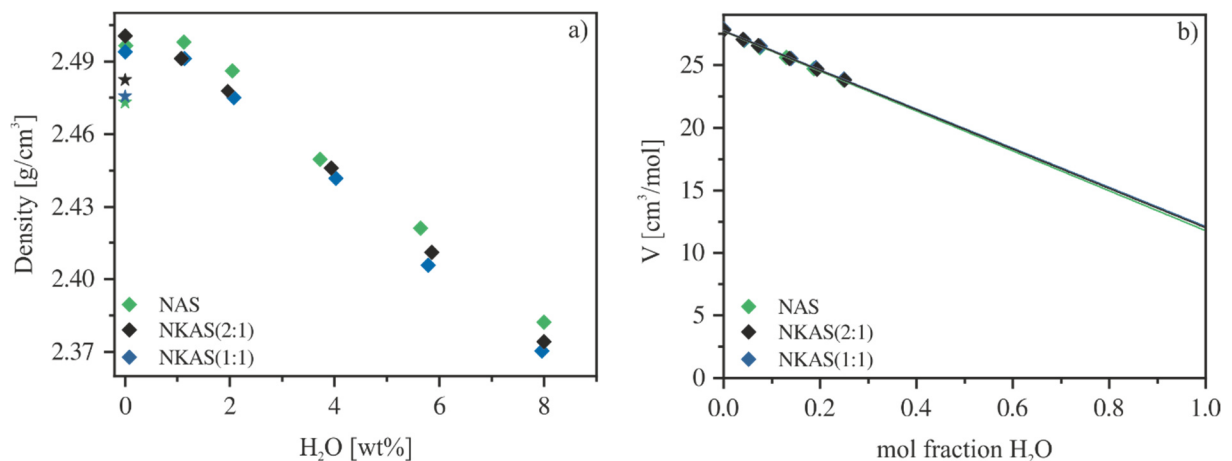 a)
Density [g/cm³]
2.49
2.46
2.43
2.40
2.37
NAS
NKAS(2:1)
NKAS(1:1)
0 2 4 6 8
H₂O [wt%]
b)
V [cm³/mol]
25
20
15
10
5
0
NAS
NKAS(2:1)
NKAS(1:1)
0.0 0.2 0.4 0.6 0.8 1.0
mol fraction H₂O